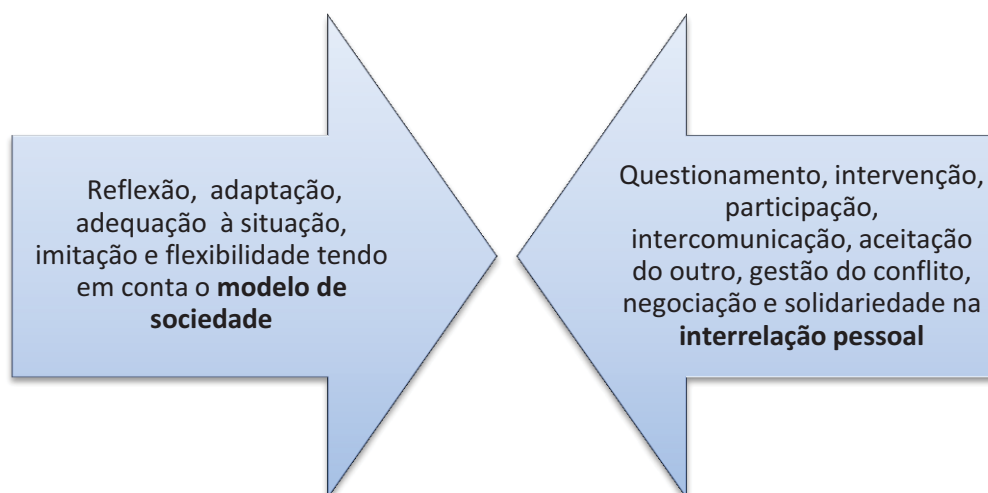 Reflexão, adaptação,
adequação à situação,
imitação e flexibilidade tendo
em conta o modelo de
sociedade
Questionamento, intervenção,
participação,
intercomunicação, aceitação
do outro, gestão do conflito,
negociação e solidariedade na
interrelação pessoal